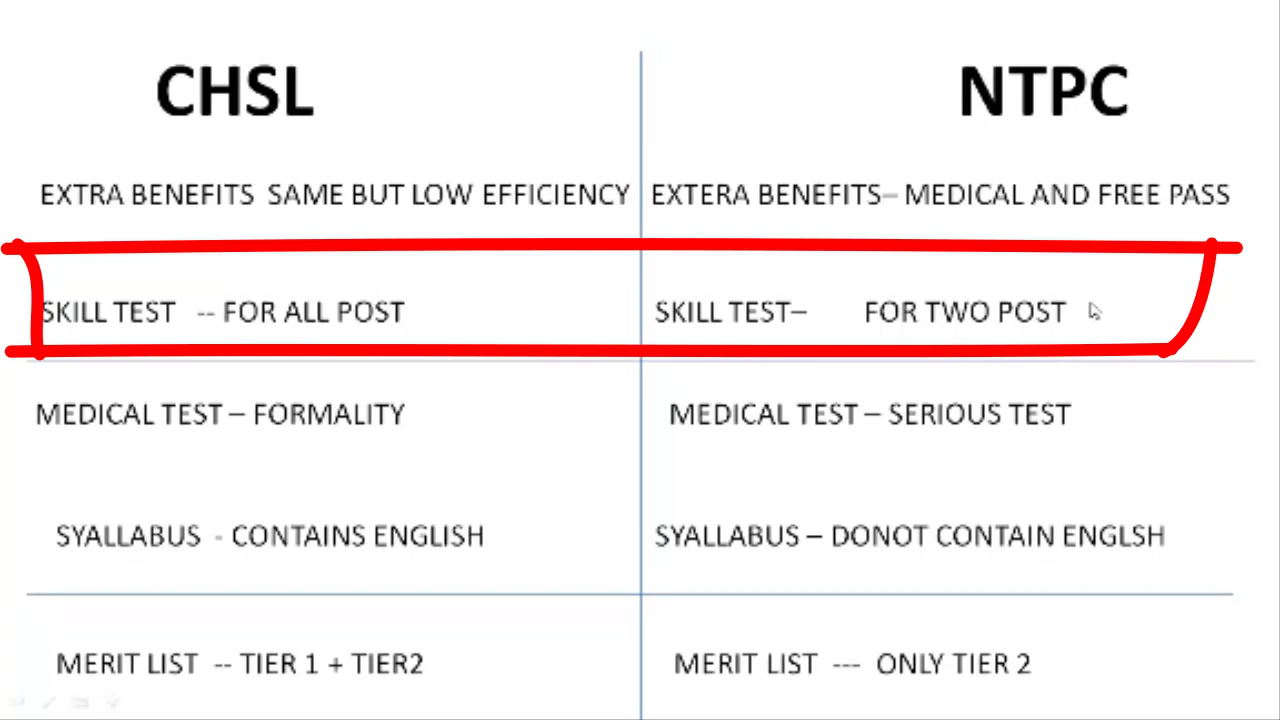 CHSL NTPC
EXTRA BENEFITS SAME BUT LOW EFFICIENCY EXTERA BENEFITS– MEDICAL AND FREE PASS
SKILL TEST -- FOR ALL POST SKILL TEST– FOR TWO POST
MEDICAL TEST – FORMALITY MEDICAL TEST – SERIOUS TEST
SYALLABUS - CONTAINS ENGLISH SYALLABUS – DONOT CONTAIN ENGLSH
MERIT LIST -- TIER 1 + TIER2 MERIT LIST --- ONLY TIER 2